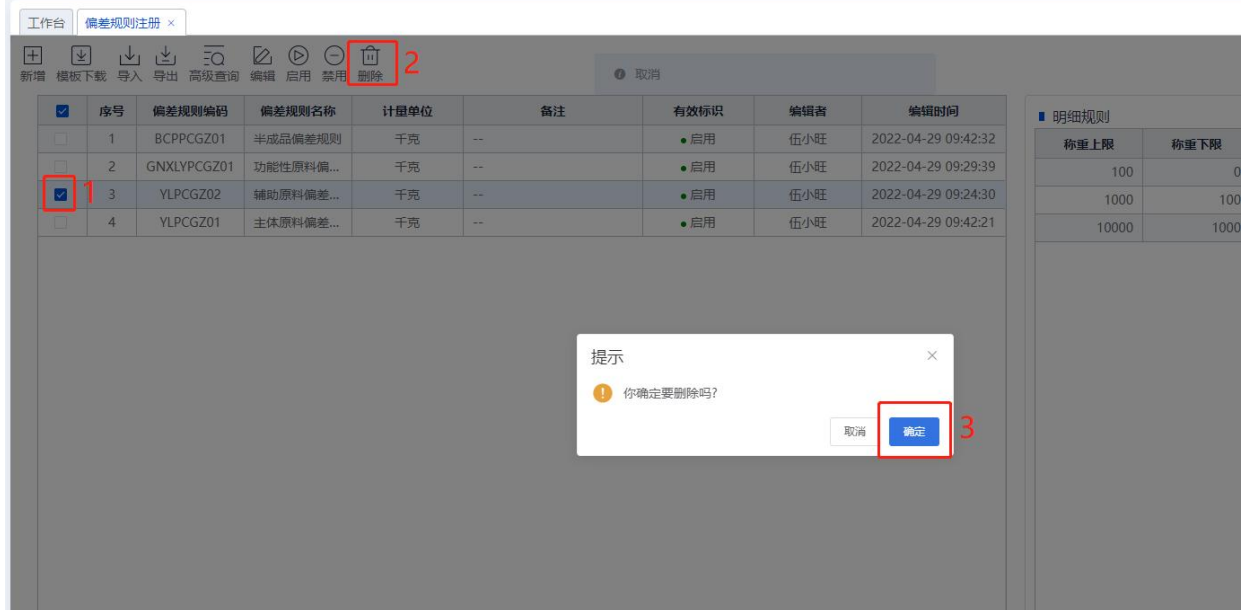 工作台 偏差规则注册 ×
新增 模板下载 导入 导出 高级查询 编辑 启用 禁用 删除 2
取消
序号 偏差规则编码 偏差规则名称 计量单位 备注 有效标识 编辑者 编辑时间
1 BCPPCGZ01 半成品偏差规则 千克 -- 启用 伍小旺 2022-04-29 09:42:32
2 GNXLYPCGZ01 功能性原料偏... 千克 -- 启用 伍小旺 2022-04-29 09:29:39
1 3 YLPCGZ02 辅助原料偏差... 千克 -- 启用 伍小旺 2022-04-29 09:24:30
4 YLPCGZ01 主体原料偏差... 千克 -- 启用 伍小旺 2022-04-29 09:42:21
明细规则
称重上限 称重下限
100 0
1000 100
10000 1000
提示 ×
你确定要删除吗?
取消 确定 3